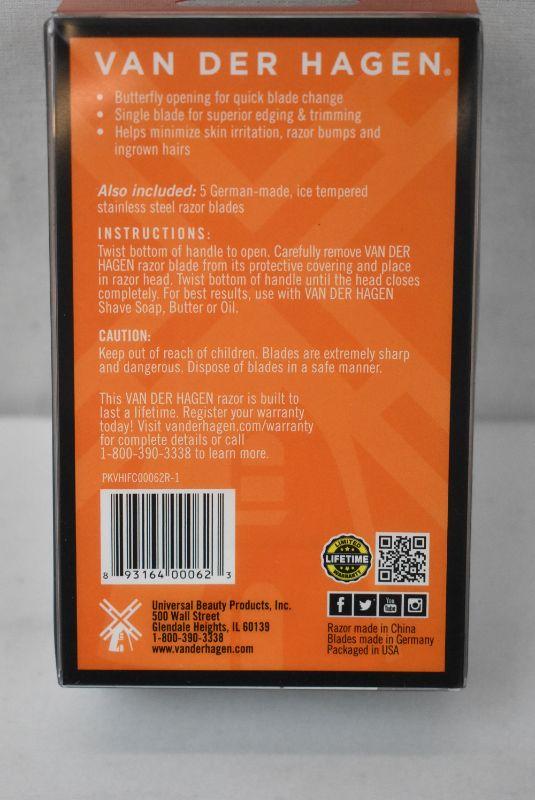 VAN DER HAGEN®
• Butterfly opening for quick blade change
• Single blade for superior edging & trimming
• Helps minimize skin irritation, razor bumps and
ingrown hairs
Also included: 5 German-made, ice tempered
stainless steel razor blades
INSTRUCTIONS:
Twist bottom of handle to open. Carefully remove VAN DER
HAGEN razor blade from its protective covering and place
in razor head. Twist bottom of handle until the head closes
completely. For best results, use with VAN DER HAGEN
Shave Soap, Butter or Oil.
CAUTION:
Keep out of reach of children. Blades are extremely sharp
and dangerous. Dispose of blades in a safe manner.
This VAN DER HAGEN razor is built to
last a lifetime. Register your warranty
today! Visit vanderhagen.com/warranty
for complete details or call
1-800-390-3338 to learn more.
PKVHIFC00062R-1
8 93164 00062 3
LIMITED
LIFETIME
WARRANTY
You
Tube
Universal Beauty Products, Inc.
500 Wall Street
Glendale Heights, IL 60139
1-800-390-3338
www.vanderhagen.com
Razor made in China
Blades made in Germany
Packaged in USA